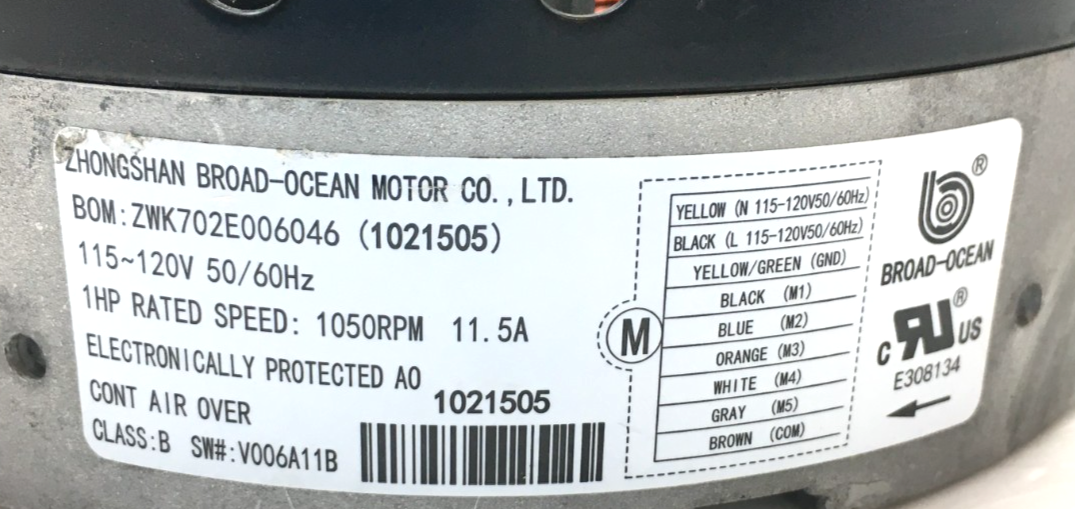 ZHONGSHAN BROAD-OCEAN MOTOR CO.,LTD.
BOM:ZWK702E006046 (1021505)
115~120V 50/60Hz
1HP RATED SPEED: 1050RPM 11.5A
ELECTRONICALLY PROTECTED AO
CONT AIR OVER
CLASS:B SW#:V006A11B
1021505
M
YELLOW (N 115-120V50/60Hz)
BLACK (L 115-120V50/60Hz)
YELLOW/GREEN (GND)
BLACK (M1)
BLUE (M2)
ORANGE (M3)
WHITE (M4)
GRAY (M5)
BROWN (COM)
®
BROAD-OCEAN
c RU® US
E308134